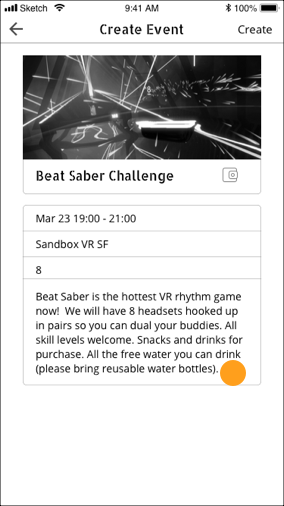 Sketch 9:41 AM 100%
Create Event Create
Beat Saber Challenge
Mar 23 19:00 - 21:00
Sandbox VR SF
8
Beat Saber is the hottest VR rhythm game
now! We will have 8 headsets hooked up
in pairs so you can dual your buddies. All
skill levels welcome. Snacks and drinks for
purchase. All the free water you can drink
(please bring reusable water bottles).